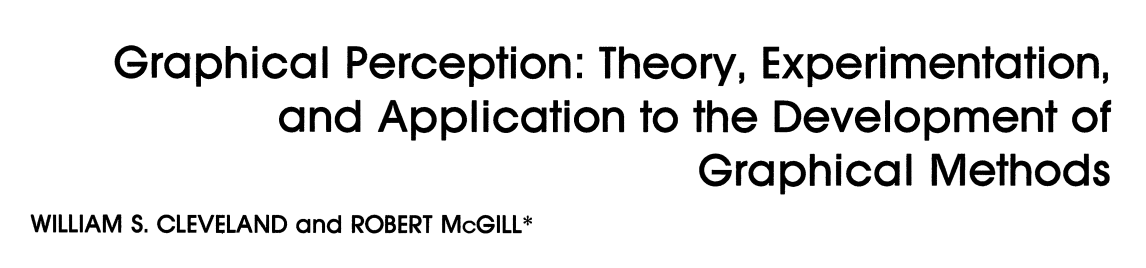 Graphical Perception: Theory, Experimentation,
and Application to the Development of
Graphical Methods
WILLIAM S. CLEVELAND and ROBERT McGILL*